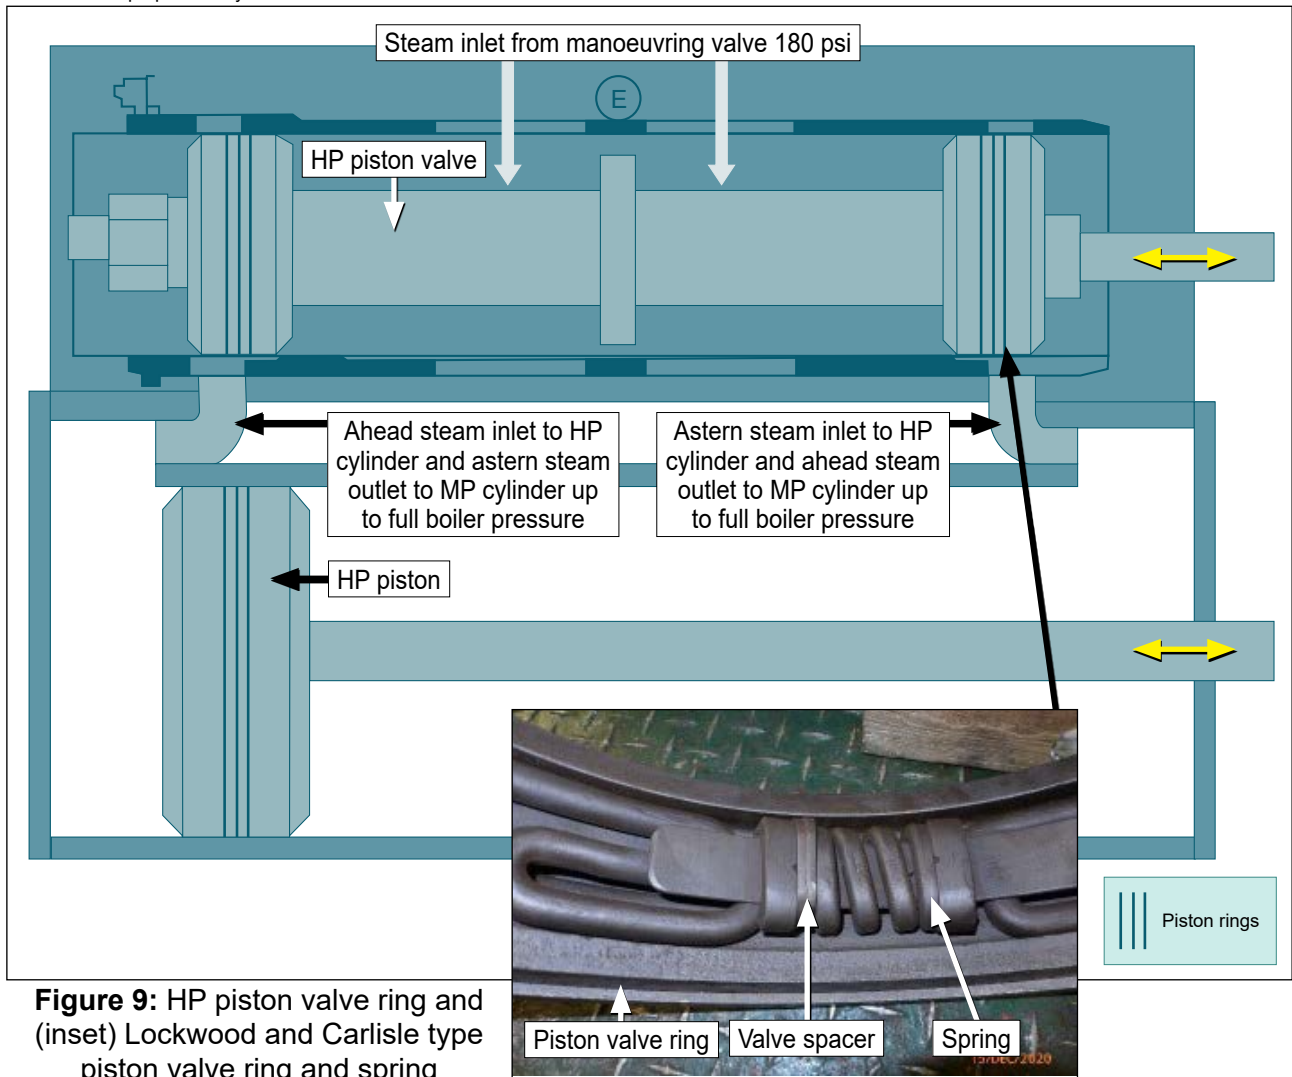 Steam inlet from manoeuvring valve 180 psi
E
HP piston valve
Ahead steam inlet to HP
cylinder and astern steam
outlet to MP cylinder up
to full boiler pressure
Astern steam inlet to HP
cylinder and ahead steam
outlet to MP cylinder up
to full boiler pressure
HP piston
Piston rings
Piston valve ring
Valve spacer
Spring
15/DEC/2020
Figure 9: HP piston valve ring and
(inset) Lockwood and Carlisle type
piston valve ring and spring